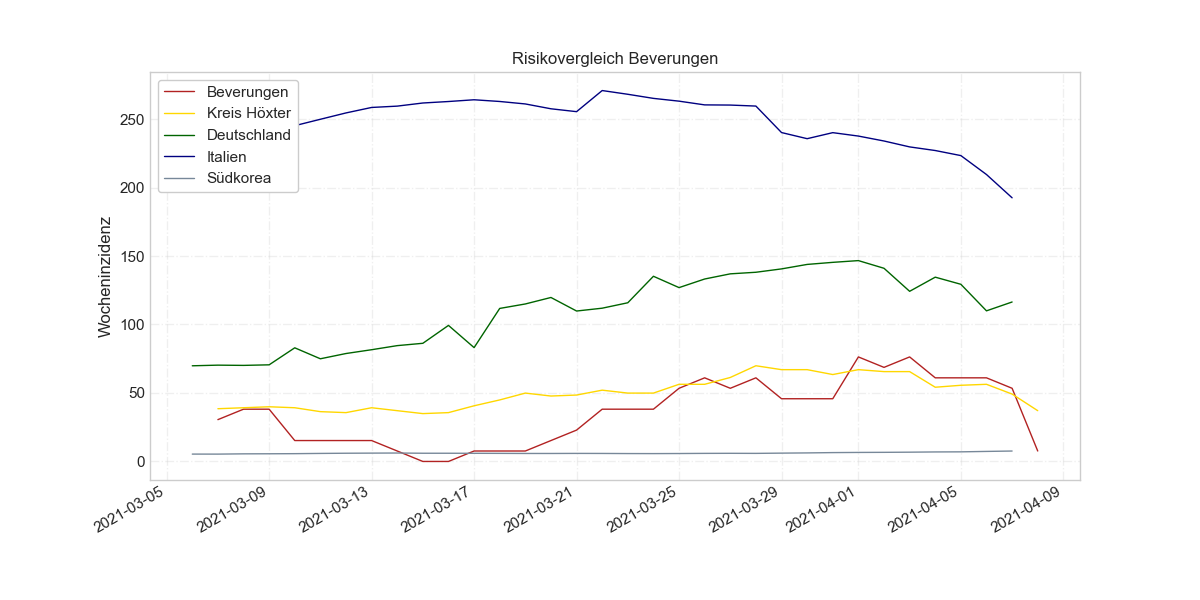 Risikovergleich Beverungen
Beverungen
Kreis Höxter
Deutschland
Italien
Südkorea
Wocheninzidenz
250
200
150
100
50
0
2021-03-05
2021-03-09
2021-03-13
2021-03-17
2021-03-21
2021-03-25
2021-03-29
2021-04-01
2021-04-05
2021-04-09